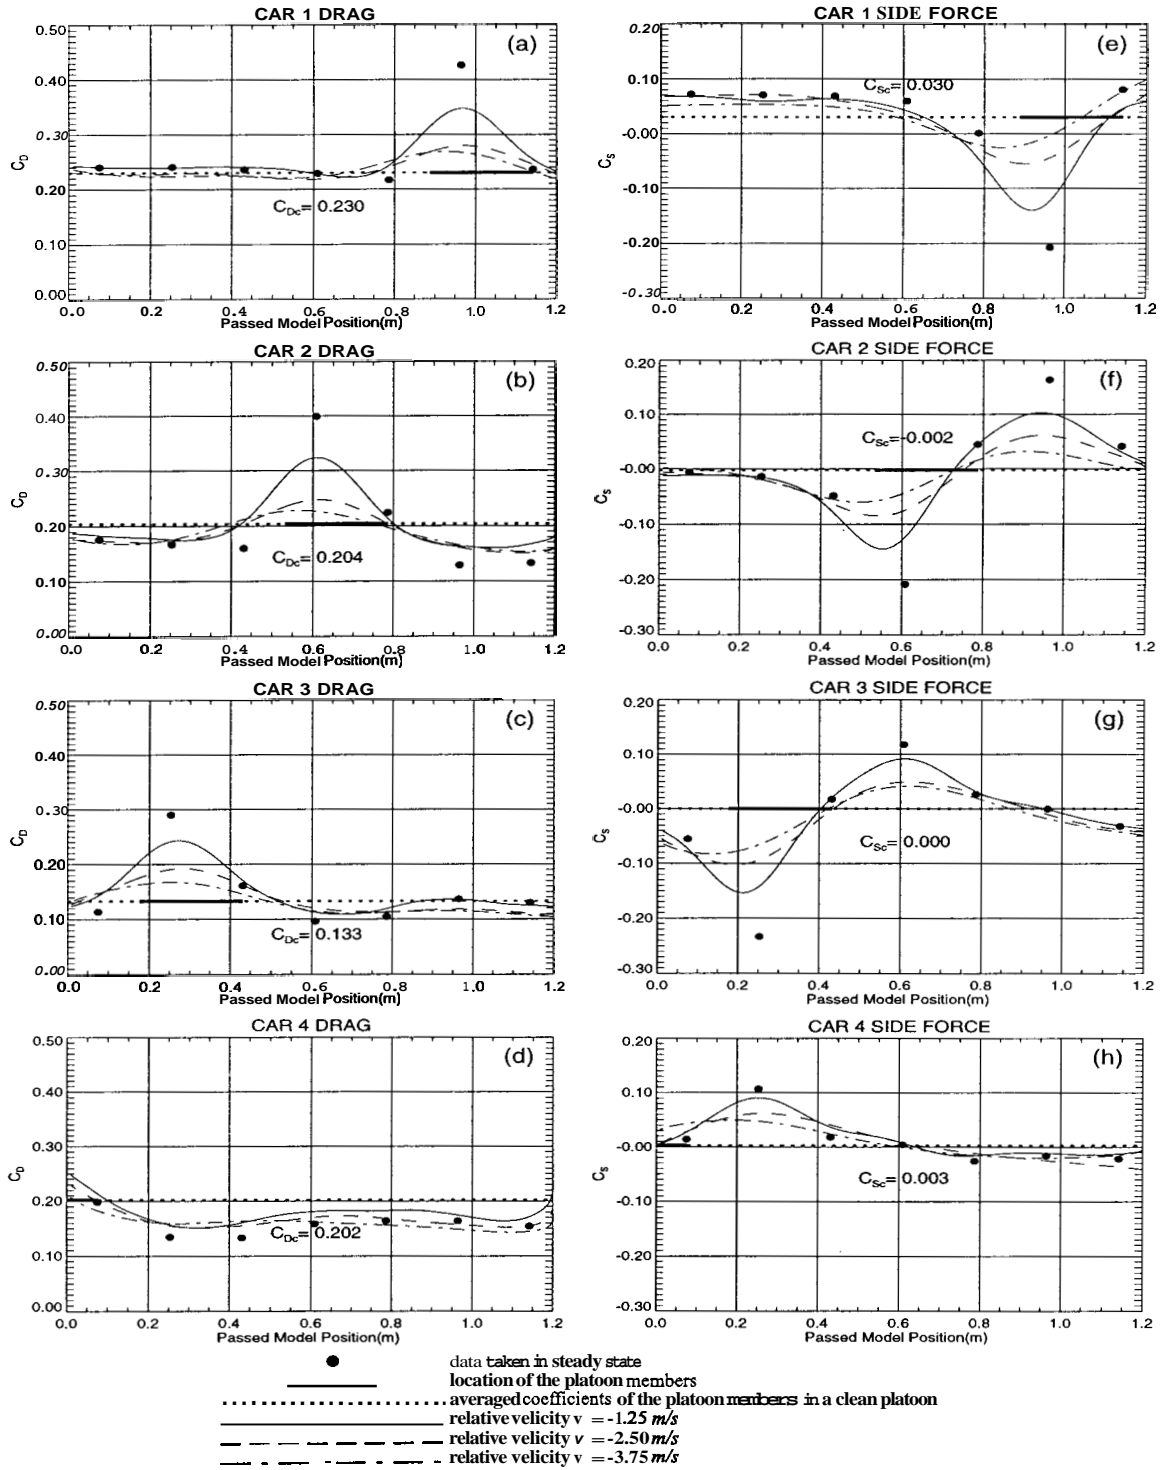 CAR 1 DRAG
(a)
0.50
0.40
0.30
0.20
0.10
0.00
C_D
C_Dc= 0.230
0.0 0.2 0.4 0.6 0.8 1.0 1.2
Passed Model Position(m)
CAR 1 SIDE FORCE
(e)
0.20
0.10
-0.00
-0.10
-0.20
-0.30
C_S
C_Sc= 0.030
0.0 0.2 0.4 0.6 0.8 1.0 1.2
Passed Model Position(m)
CAR 2 DRAG
(b)
0.50
0.40
0.30
0.20
0.10
0.00
C_D
C_Dc= 0.204
0.0 0.2 0.4 0.6 0.8 1.0 1.2
Passed Model Position(m)
CAR 2 SIDE FORCE
(f)
0.20
0.10
-0.00
-0.10
-0.20
-0.30
C_S
C_Sc=-0.002
0.0 0.2 0.4 0.6 0.8 1.0 1.2
Passed Model Position(m)
CAR 3 DRAG
(c)
0.50
0.40
0.30
0.20
0.10
0.00
C_D
C_Dc= 0.133
0.0 0.2 0.4 0.6 0.8 1.0 1.2
Passed Model Position(m)
CAR 3 SIDE FORCE
(g)
0.20
0.10
-0.00
-0.10
-0.20
-0.30
C_S
C_Sc= 0.000
0.0 0.2 0.4 0.6 0.8 1.0 1.2
Passed Model Position(m)
CAR 4 DRAG
(d)
0.50
0.40
0.30
0.20
0.10
0.00
C_D
C_Dc= 0.202
0.0 0.2 0.4 0.6 0.8 1.0 1.2
Passed Model Position(m)
CAR 4 SIDE FORCE
(h)
0.20
0.10
-0.00
-0.10
-0.20
-0.30
C_S
C_Sc= 0.003
0.0 0.2 0.4 0.6 0.8 1.0 1.2
Passed Model Position(m)
data taken in steady state
location of the platoon members
averaged coefficients of the platoon members in a clean platoon
relative velicity v = -1.25 m/s
relative velicity v = -2.50 m/s
relative velicity v = -3.75 m/s